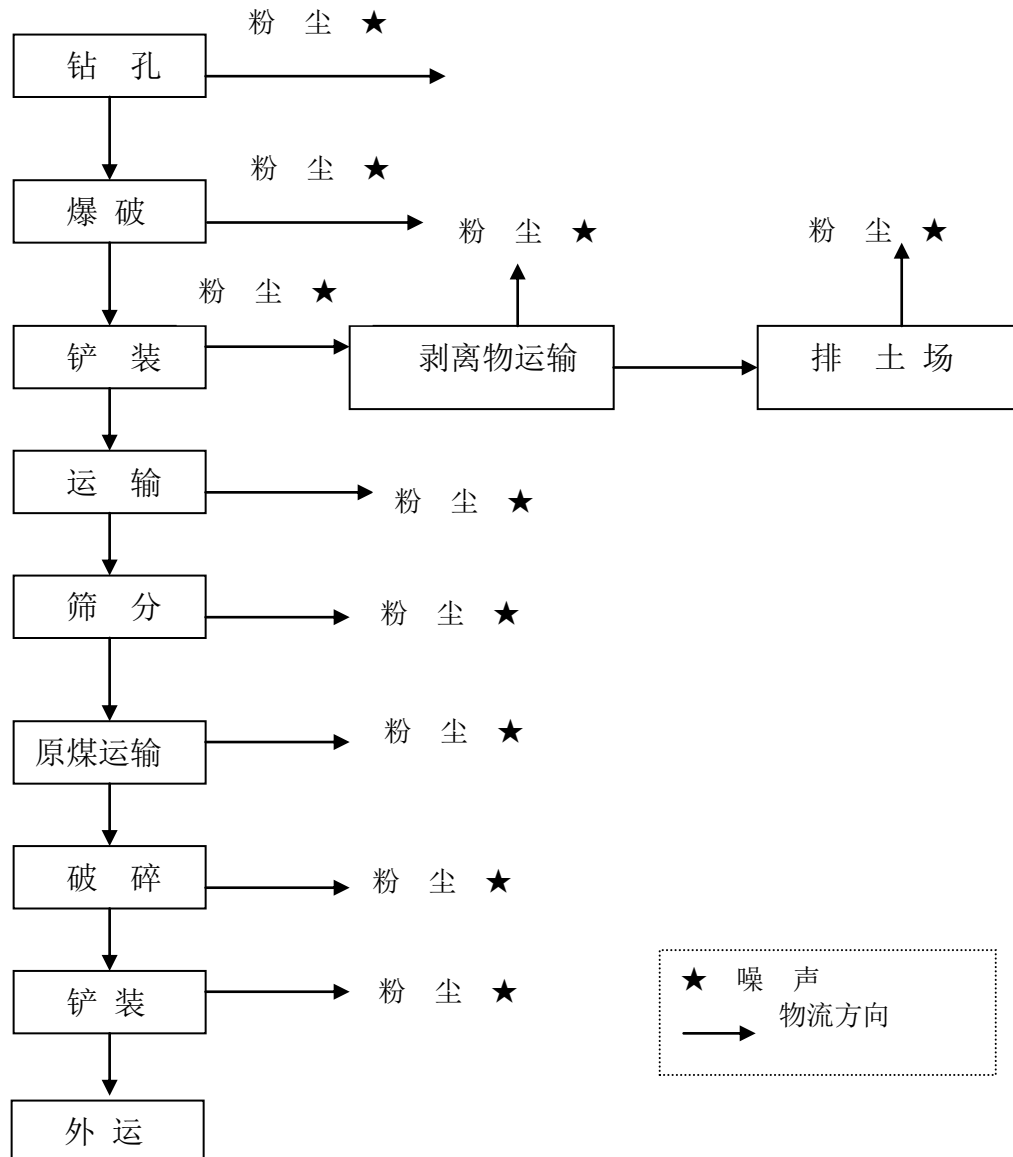 粉 尘 ★
钻 孔
粉 尘 ★
爆 破
粉 尘 ★
粉 尘 ★
粉 尘 ★
铲 装
剥离物运输
排 土 场
运 输
粉 尘 ★
筛 分
粉 尘 ★
原煤运输
粉 尘 ★
破 碎
粉 尘 ★
铲 装
粉 尘 ★
★ 噪 声
物流方向
外 运